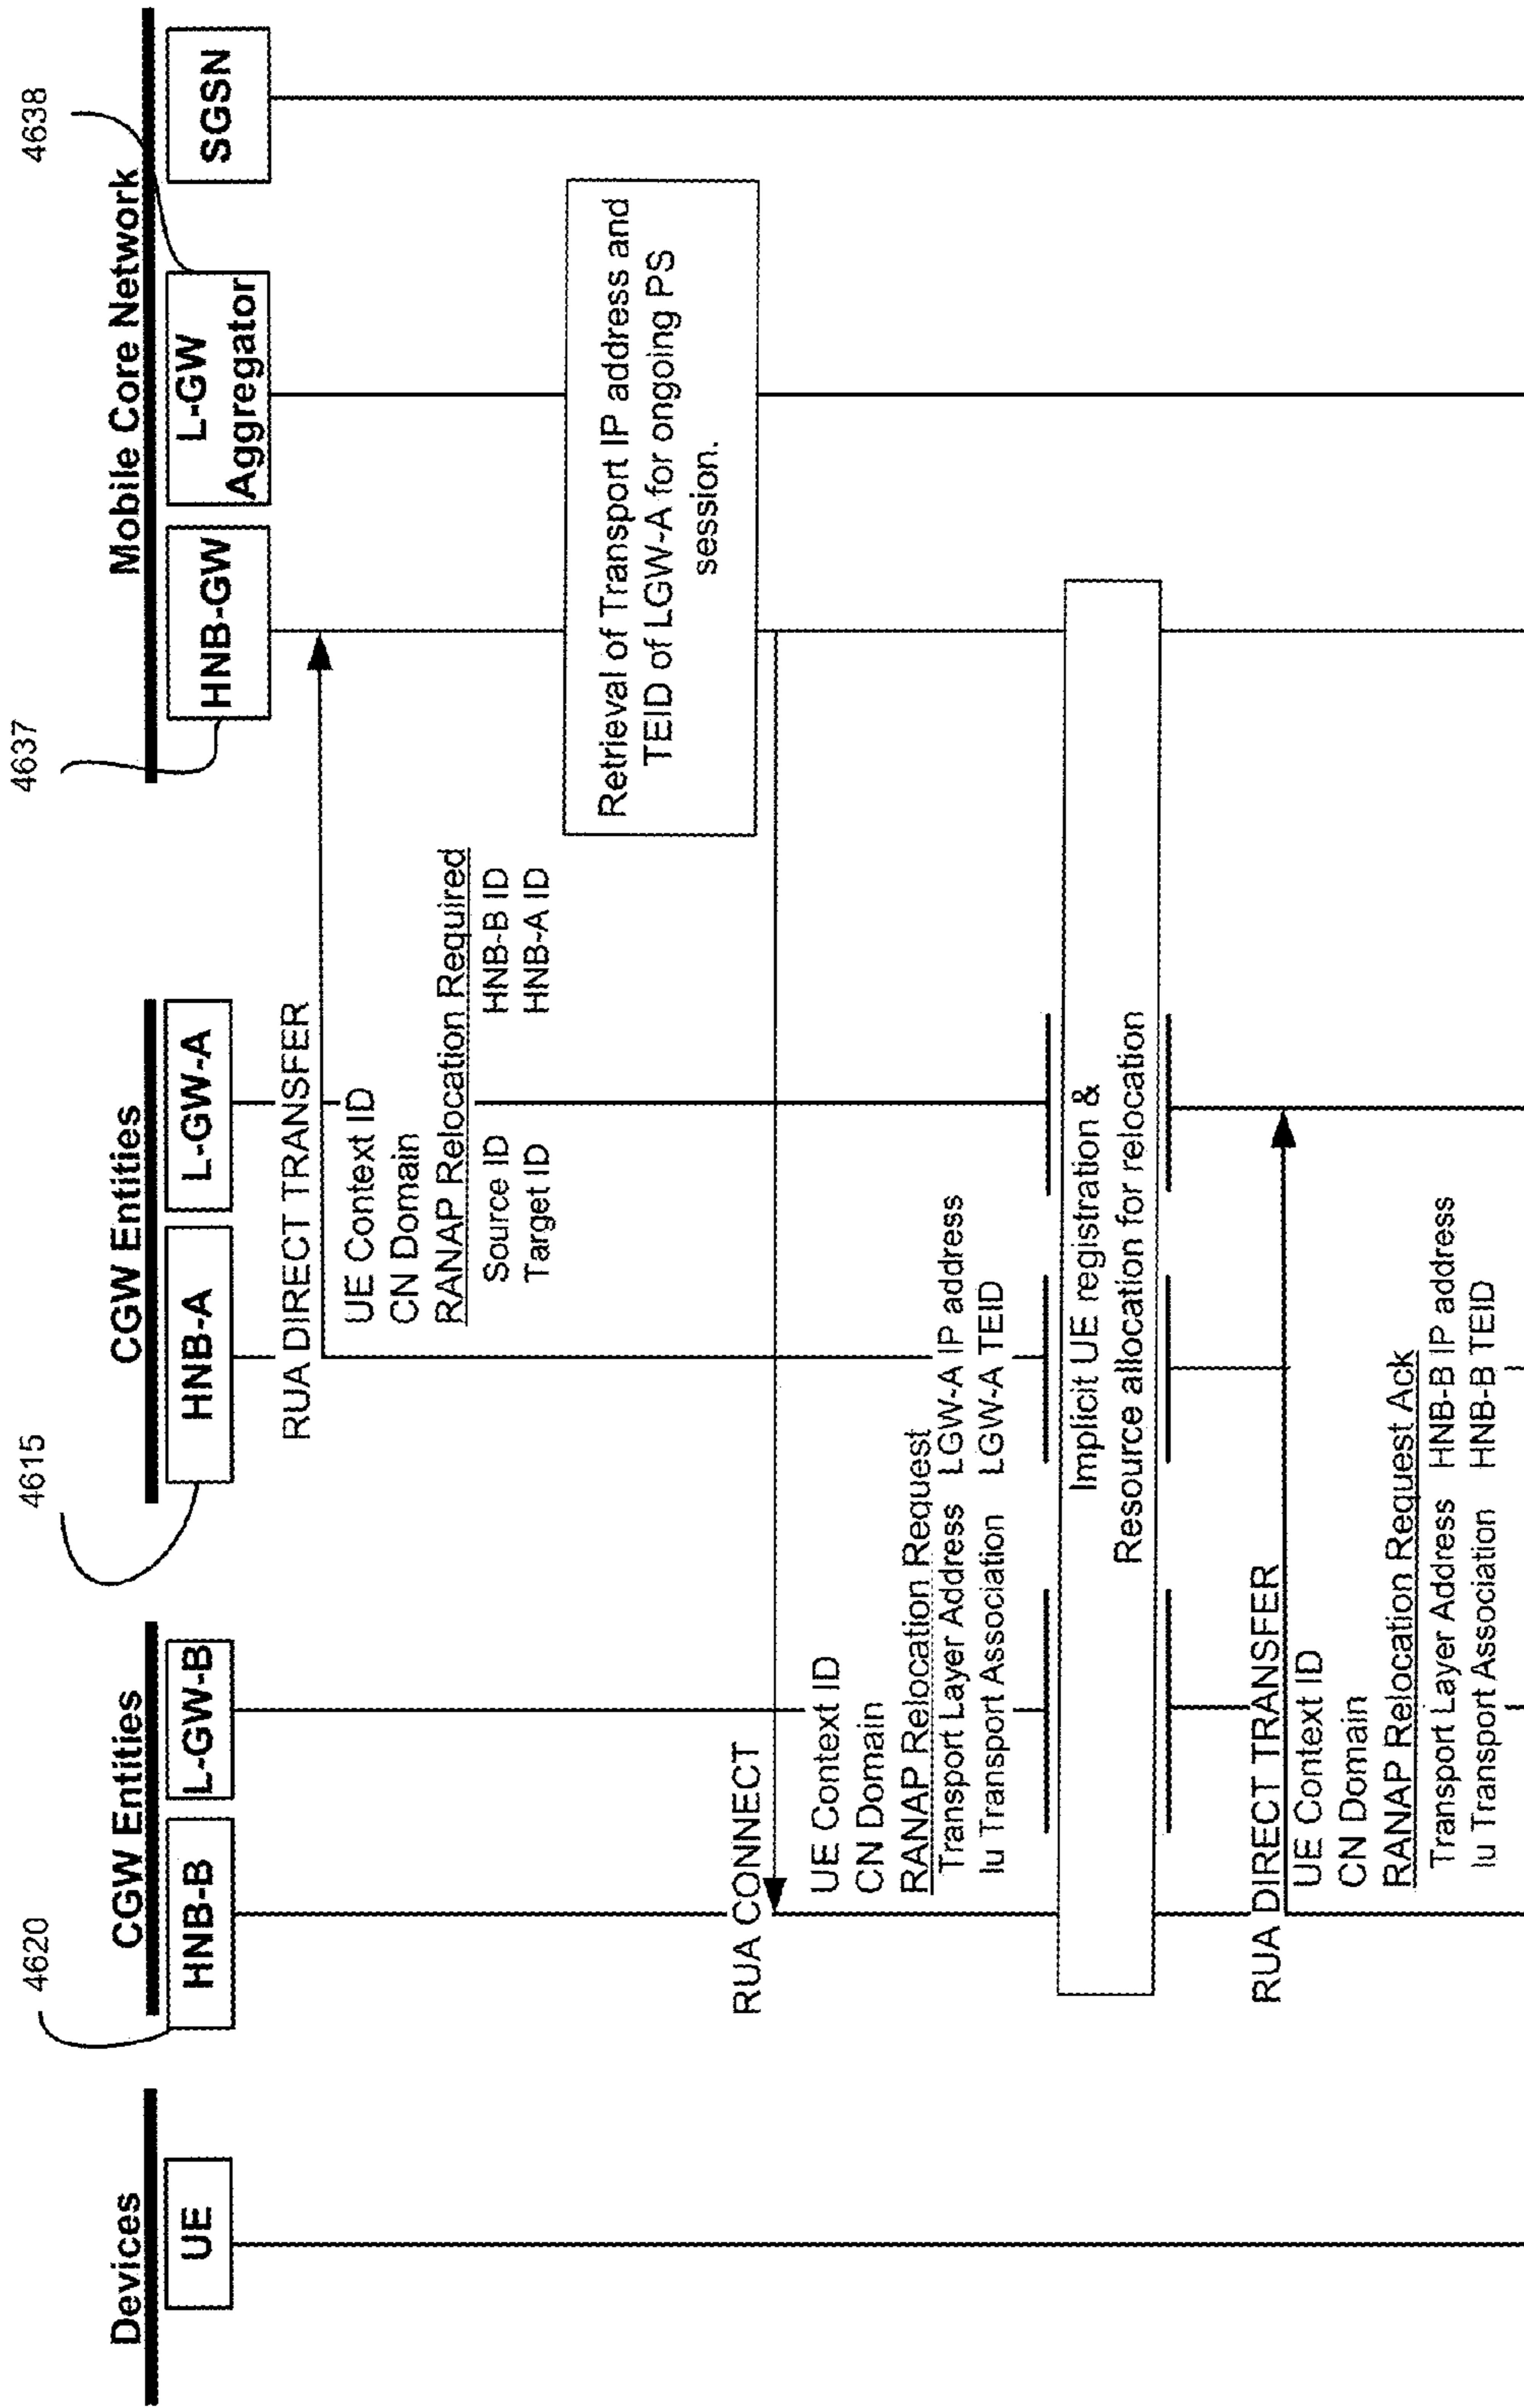 4620
4615
4637
4638
Devices
CGW Entities
CGW Entities
Mobile Core Network
UE
HNB-B
L-GW-B
HNB-A
L-GW-A
HNB-GW
L-GW
Aggregator
SGSN
RUA DIRECT TRANSFER
UE Context ID
CN Domain
RANAP Relocation Required
Source ID HNB-B ID
Target ID HNB-A ID
Retrieval of Transport IP address and
TEID of LGW-A for ongoing PS
session.
RUA CONNECT
UE Context ID
CN Domain
RANAP Relocation Request
Transport Layer Address LGW-A IP address
Iu Transport Association LGW-A TEID
Implicit UE registration &
Resource allocation for relocation
RUA DIRECT TRANSFER
UE Context ID
CN Domain
RANAP Relocation Request Ack
Transport Layer Address HNB-B IP address
Iu Transport Association HNB-B TEID